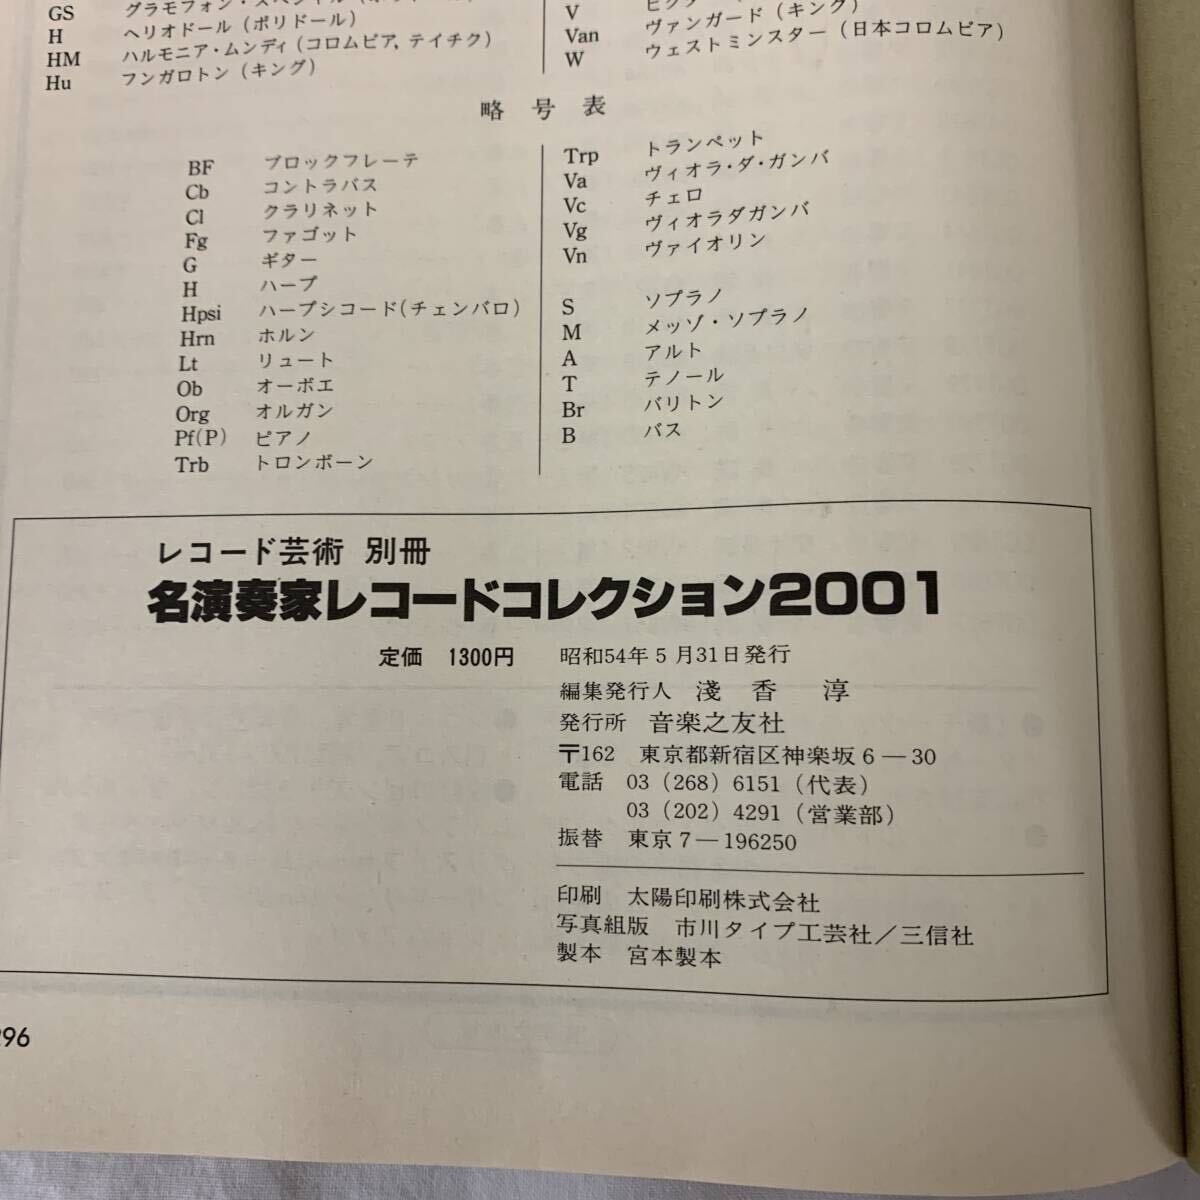 GS グラモフォン・スペシャル
H ヘリオドール（ポリドール）
HM ハルモニア・ムンディ（コロムビア, テイチク）
Hu フンガロトン（キング）
V
Van ヴァンガード（キング）
W ウェストミンスター（日本コロムビア）
略号表
BF ブロックフレーテ
Cb コントラバス
Cl クラリネット
Fg ファゴット
G ギター
H ハープ
Hpsi ハープシコード（チェンバロ）
Hrn ホルン
Lt リュート
Ob オーボエ
Org オルガン
Pf(P) ピアノ
Trb トロンボーン
Trp トランペット
Va ヴィオラ・ダ・ガンバ
Vc チェロ
Vg ヴィオラダガンバ
Vn ヴァイオリン
S ソプラノ
M メッゾ・ソプラノ
A アルト
T テノール
Br バリトン
B バス
レコード芸術 別冊
名演奏家レコードコレクション2001
定価 1300円 昭和54年5月31日発行
編集発行人 淺香 淳
発行所 音楽之友社
〒162 東京都新宿区神楽坂6―30
電話 03（268）6151（代表）
03（202）4291（営業部）
振替 東京7―196250
印刷 太陽印刷株式会社
写真組版 市川タイプ工芸社／三信社
製本 宮本製本
296